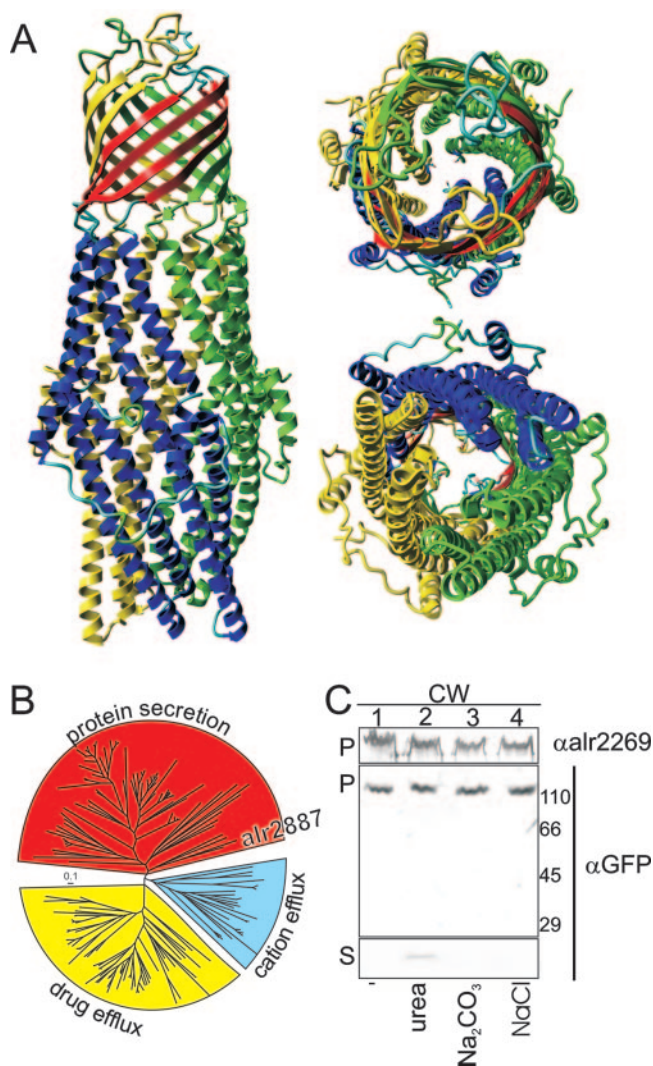 A
B
protein secretion
alr2887
0.1
cation efflux
drug efflux
C
CW
1 2 3 4
P αalr2269
P
110
66
45
29
αGFP
S
- urea Na₂CO₃ NaCl